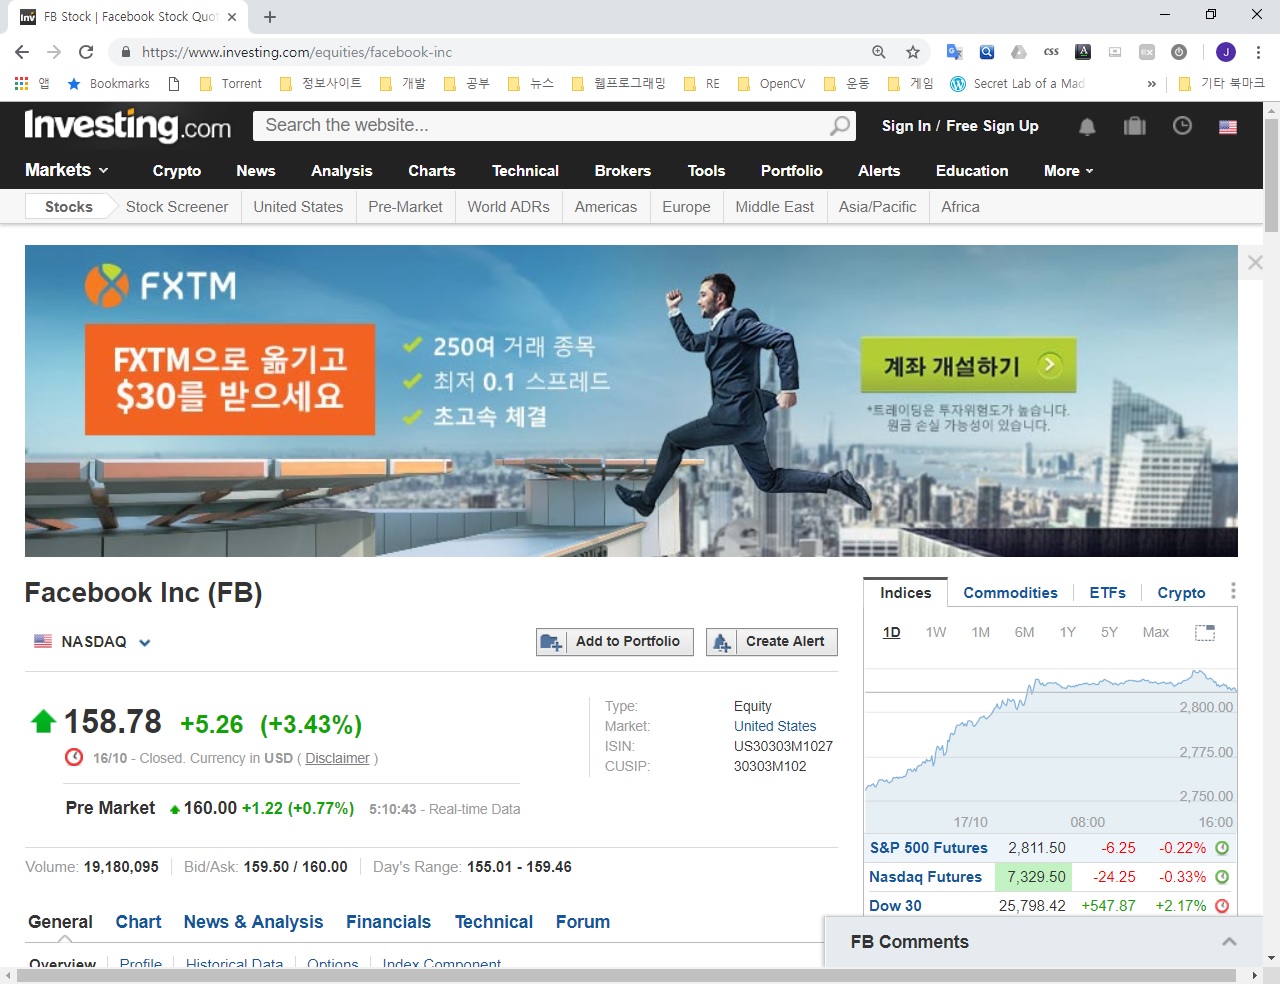 FB Stock | Facebook Stock Quot
https://www.investing.com/equities/facebook-inc
앱 Bookmarks Torrent 정보사이트 개발 공부 뉴스 웹프로그래밍 RE OpenCV 운동 게임 Secret Lab of a Mad » 기타 북마크
Investing.com Search the website... Sign In / Free Sign Up
Markets Crypto News Analysis Charts Technical Brokers Tools Portfolio Alerts Education More
Stocks Stock Screener United States Pre-Market World ADRs Americas Europe Middle East Asia/Pacific Africa
FXTM
FXTM으로 옮기고
$30를 받으세요
250여 거래 종목
최저 0.1 스프레드
초고속 체결
계좌 개설하기
*트레이딩은 투자위험도가 높습니다.
원금 손실 가능성이 있습니다.
Facebook Inc (FB)
NASDAQ Add to Portfolio Create Alert
158.78 +5.26 (+3.43%)
16/10 - Closed. Currency in USD ( Disclaimer )
Pre Market 160.00 +1.22 (+0.77%) 5:10:43 - Real-time Data
Type: Equity
Market: United States
ISIN: US30303M1027
CUSIP: 30303M102
Volume: 19,180,095 Bid/Ask: 159.50 / 160.00 Day's Range: 155.01 - 159.46
General Chart News & Analysis Financials Technical Forum
Overview Profile Historical Data Options Index Component
Indices Commodities ETFs Crypto
1D 1W 1M 6M 1Y 5Y Max
2,800.00
2,775.00
2,750.00
17/10 08:00 16:00
S&P 500 Futures 2,811.50 -6.25 -0.22%
Nasdaq Futures 7,329.50 -24.25 -0.33%
Dow 30 25,798.42 +547.87 +2.17%
FB Comments